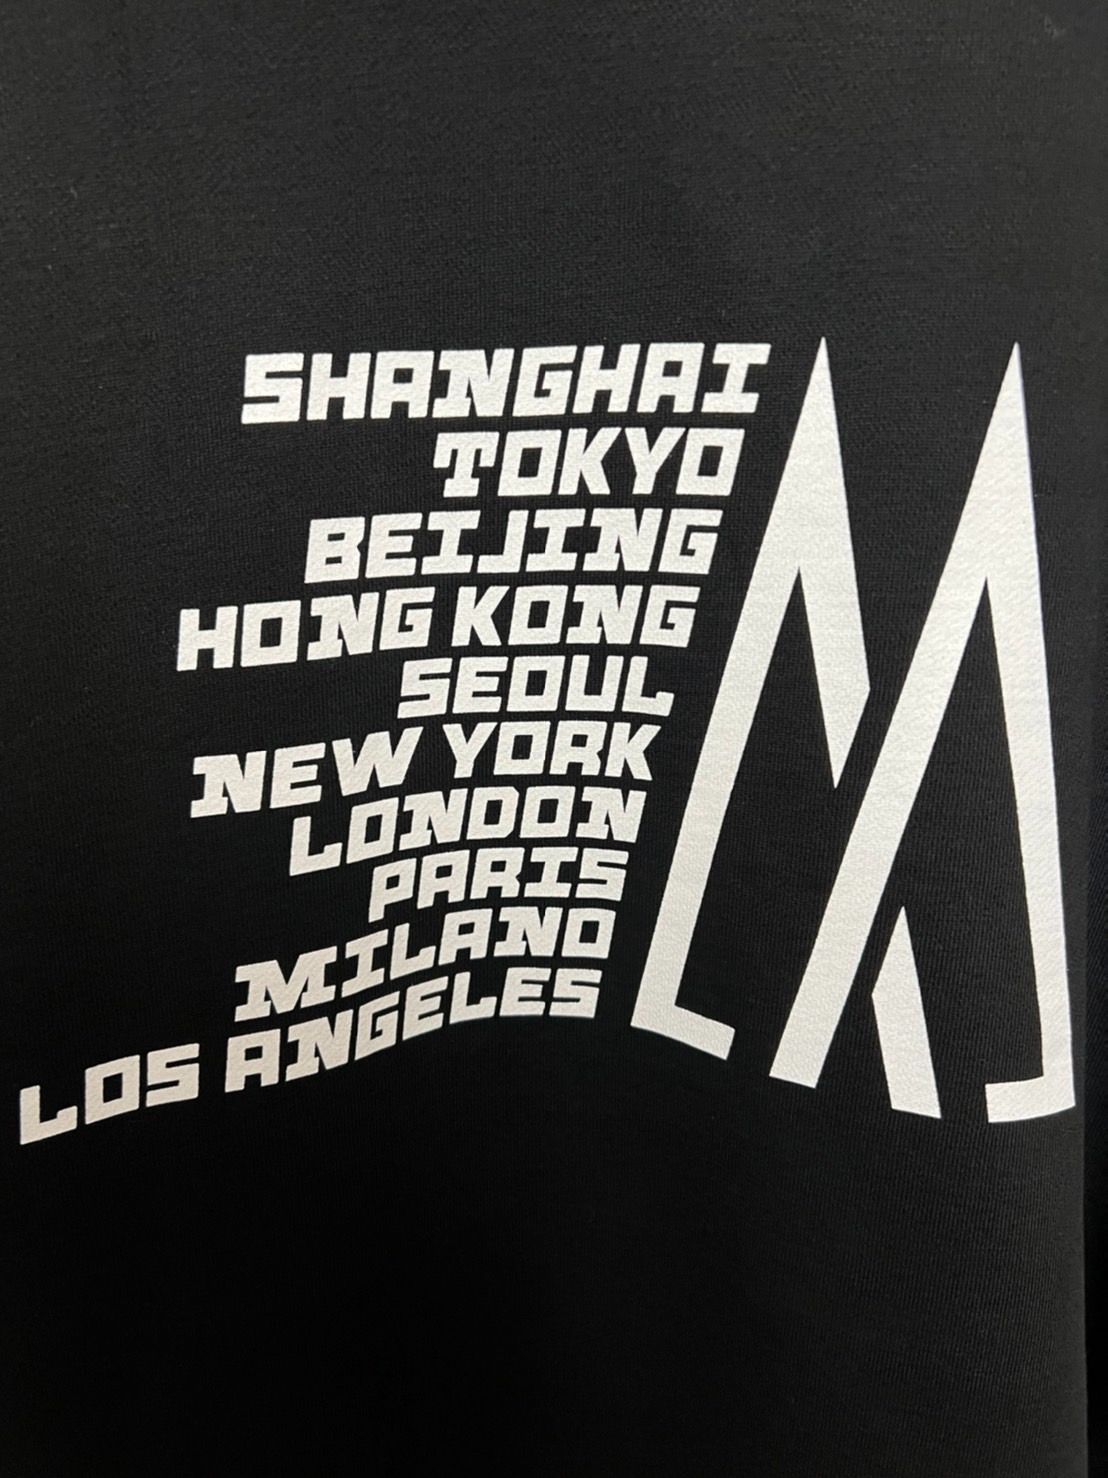 SHANGHAI
TOKYO
BEIJING
HONG KONG
SEOUL
NEW YORK
LONDON
PARIS
MILANO
LOS ANGELES